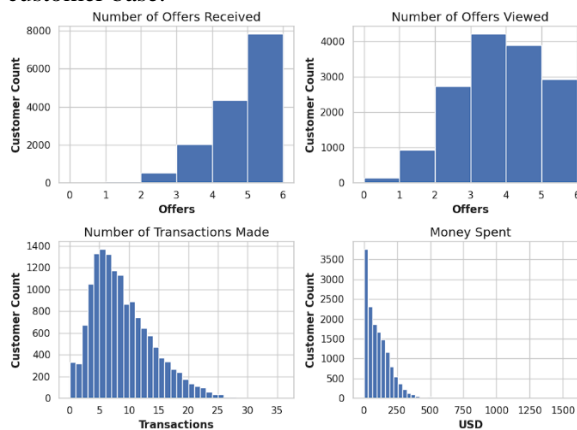 customer base.
Number of Offers Received
Customer Count
8000
6000
4000
2000
0
0 1 2 3 4 5 6
Offers
Number of Offers Viewed
Customer Count
4000
3000
2000
1000
0
0 1 2 3 4 5 6
Offers
Number of Transactions Made
Customer Count
1400
1200
1000
800
600
400
200
0
0 5 10 15 20 25 30 35
Transactions
Money Spent
Customer Count
3500
3000
2500
2000
1500
1000
500
0
0 250 500 750 1000 1250 1500
USD